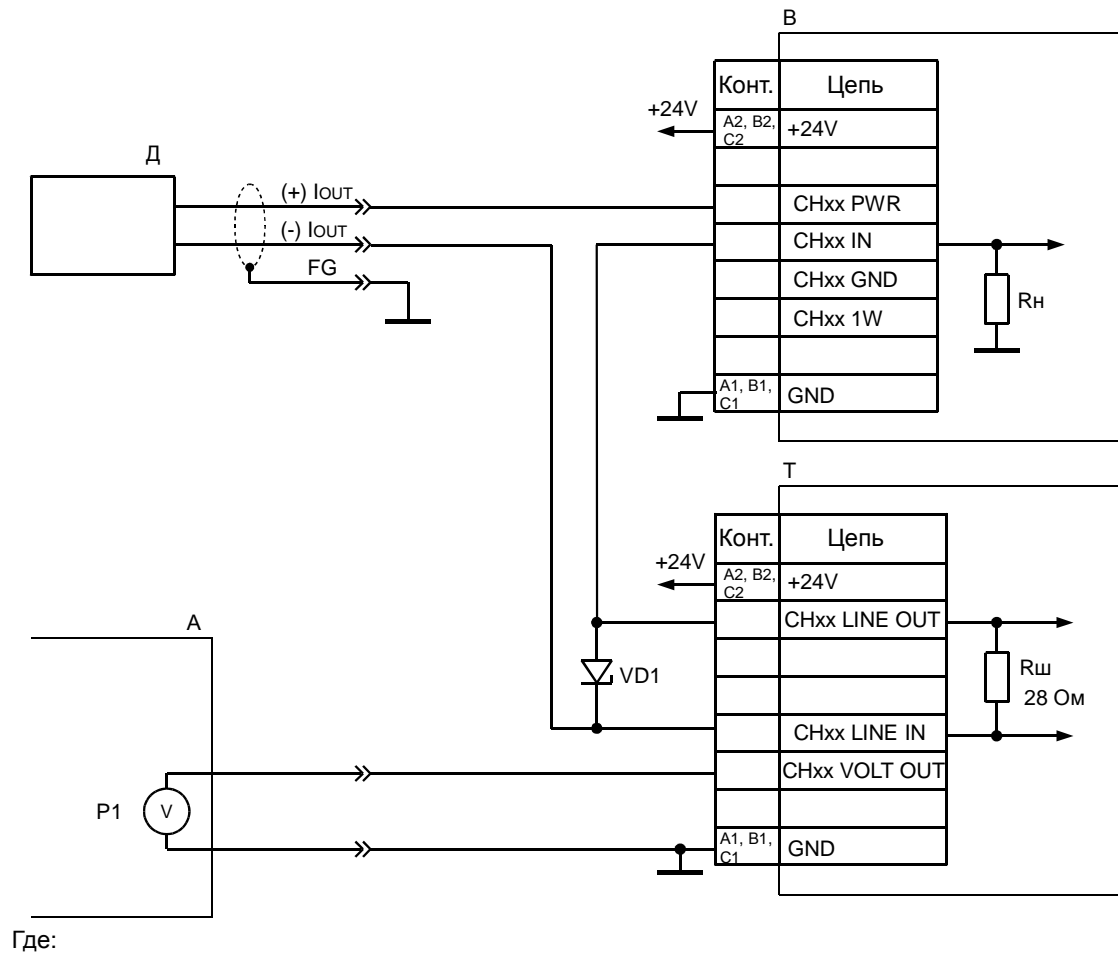 В
Конт. Цепь
+24V
A2, B2, C2 +24V
Д
(+) IOUT
CHxx PWR
(-) IOUT
CHxx IN
FG
CHxx GND
Rн
CHxx 1W
A1, B1, C1 GND
Т
Конт. Цепь
+24V
A2, B2, C2 +24V
А
CHxx LINE OUT
VD1
Rш
28 Ом
CHxx LINE IN
CHxx VOLT OUT
P1 V
A1, B1, C1 GND
Где: